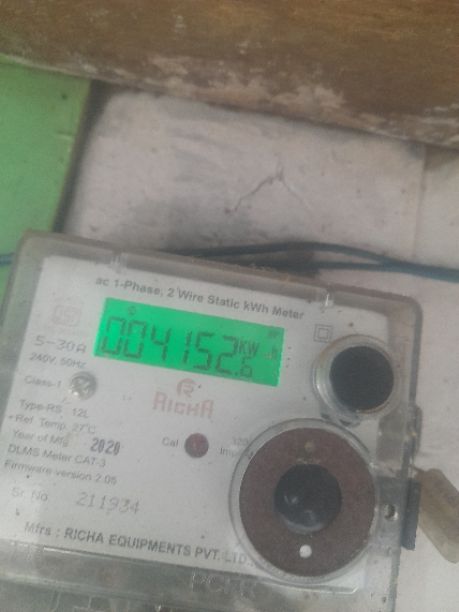 ac 1-Phase, 2 Wire Static kWh Meter
004152.6 kW h
5-30A
240V, 50Hz
Class-1
RICHA
Type-RS 12L
Ref. Temp. 27°C
Cal
320
Year of Mfg. 2020
DLMS Meter CAT-3
Firmware version 2.05
Sr. No. 211934
Mfrs : RICHA EQUIPMENTS PVT. LTD.